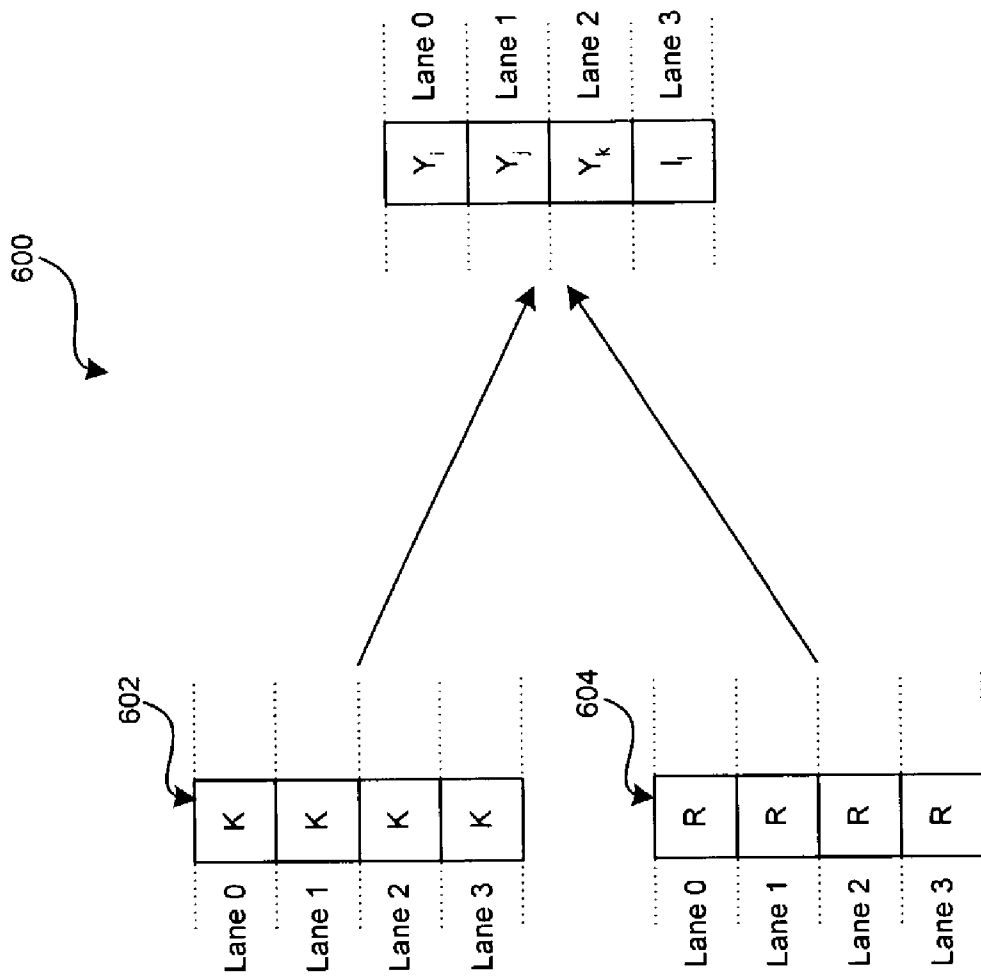 600
602
Lane 0 K
Lane 1 K
Lane 2 K
Lane 3 K
604
Lane 0 R
Lane 1 R
Lane 2 R
Lane 3 R
Yi Lane 0
Yj Lane 1
Yk Lane 2
Il Lane 3